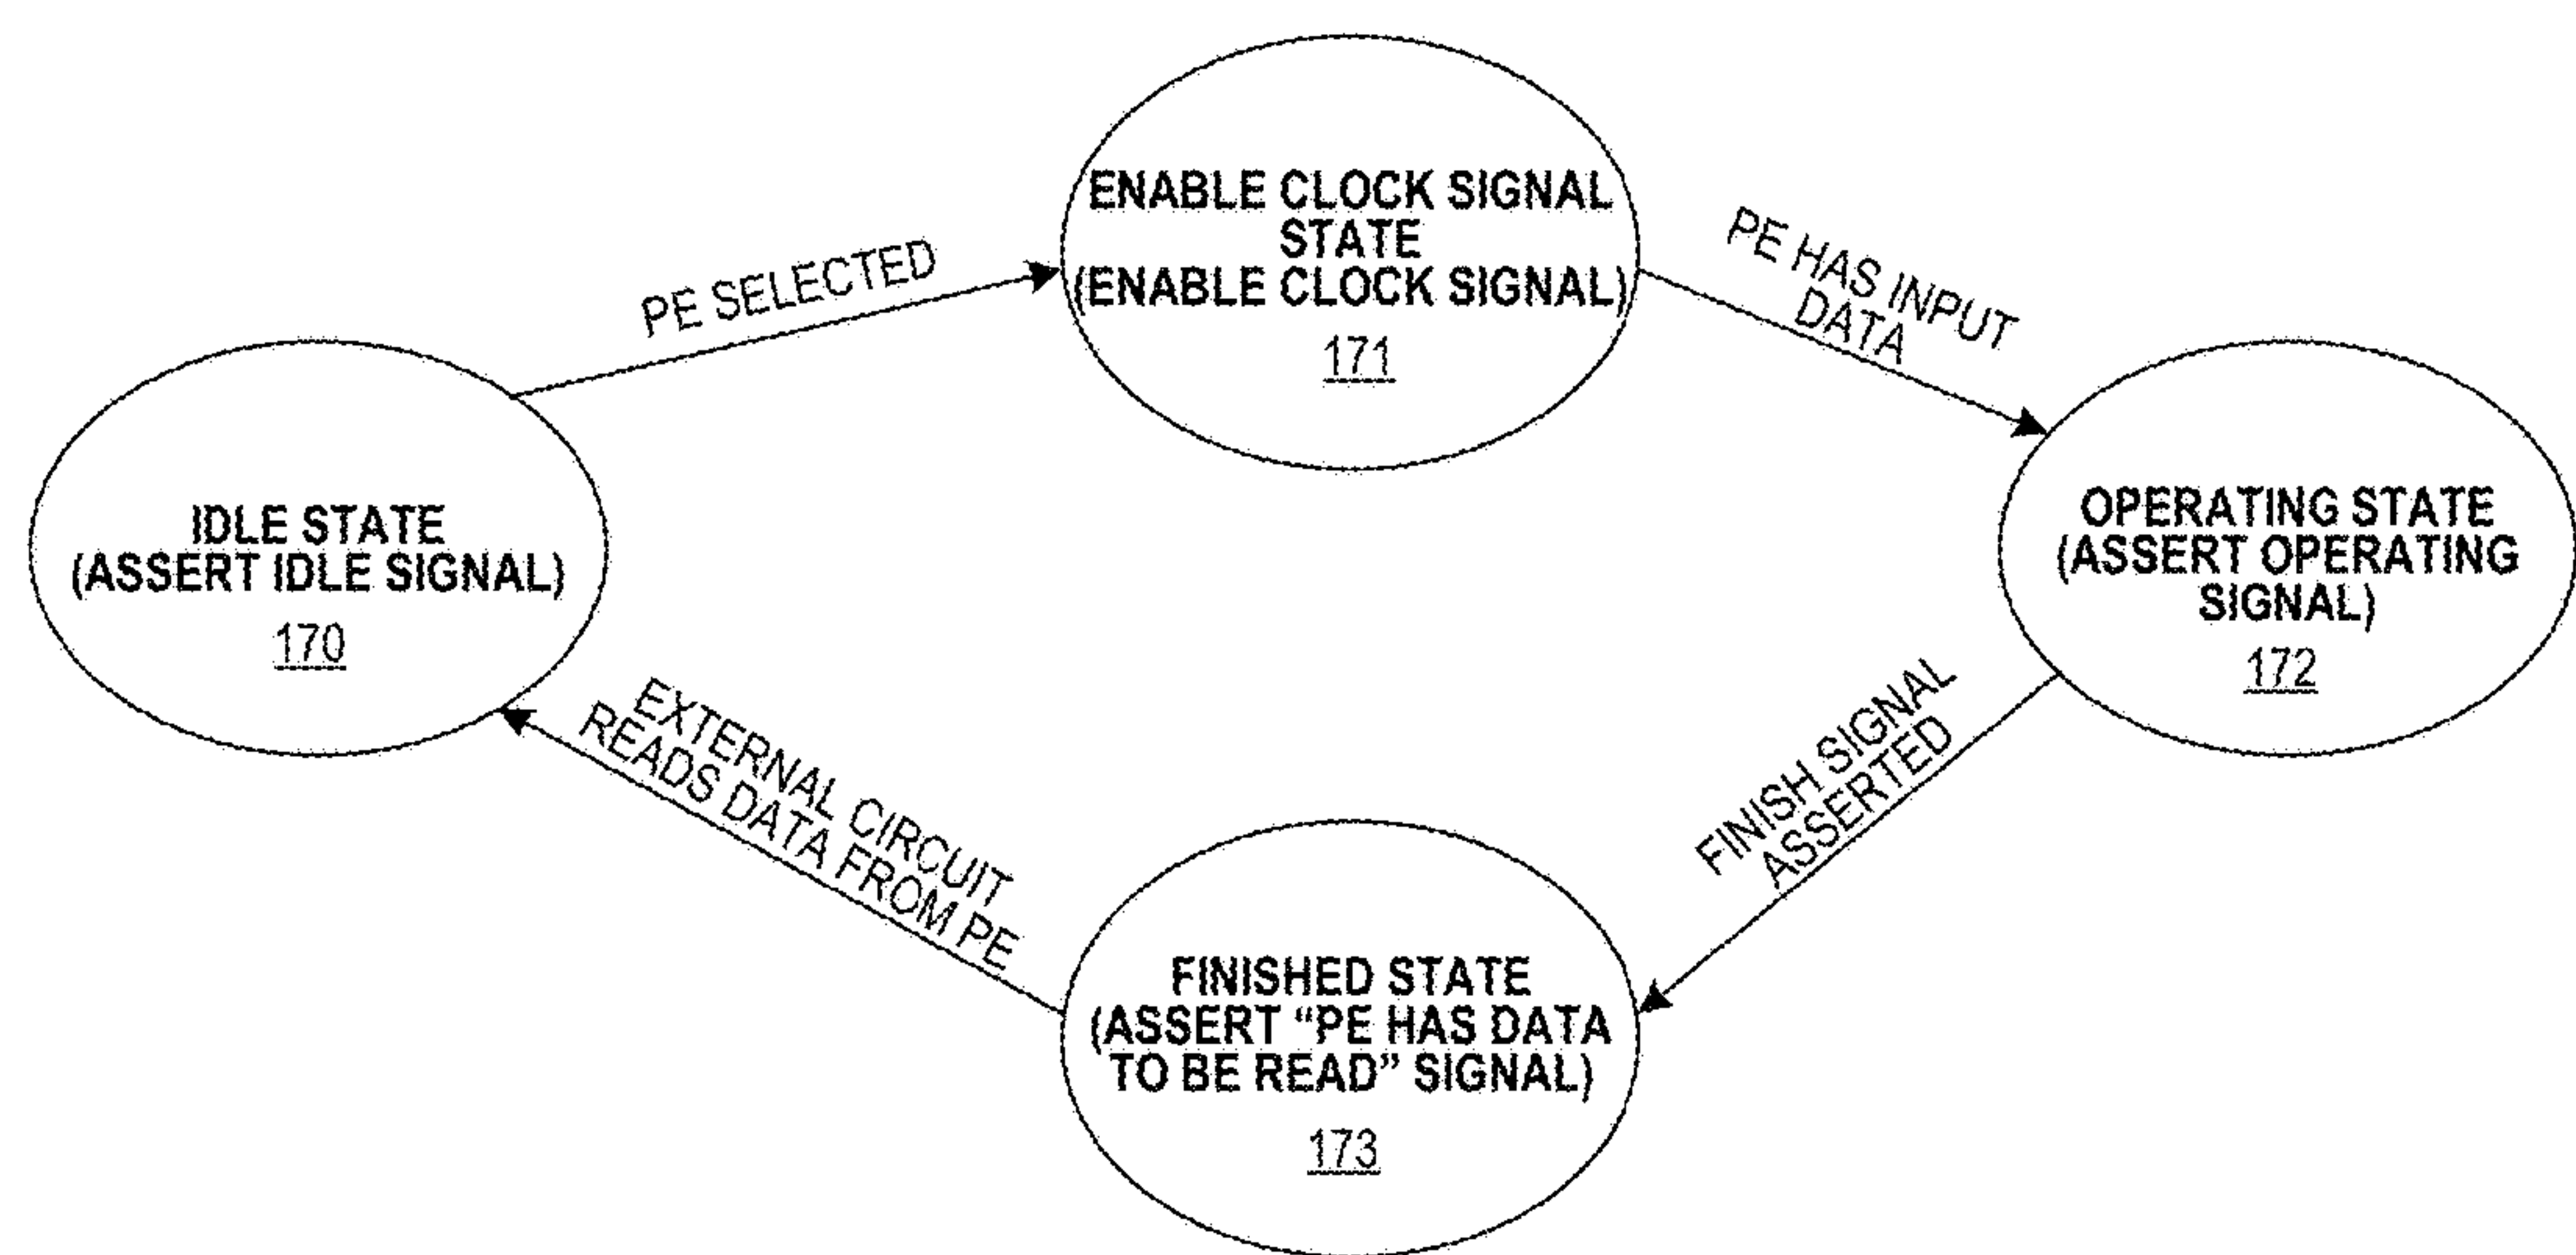 ENABLE CLOCK SIGNAL
STATE
(ENABLE CLOCK SIGNAL)
171
PE SELECTED
PE HAS INPUT
DATA
IDLE STATE
(ASSERT IDLE SIGNAL)
170
OPERATING STATE
(ASSERT OPERATING
SIGNAL)
172
EXTERNAL CIRCUIT
READS DATA FROM PE
FINISH SIGNAL
ASSERTED
FINISHED STATE
(ASSERT “PE HAS DATA
TO BE READ” SIGNAL)
173